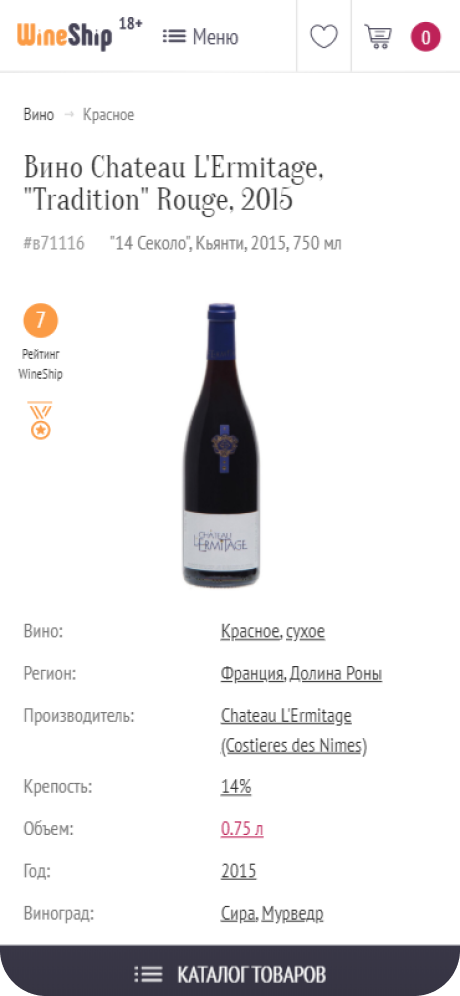 WineShip 18+ Меню 0
Вино → Красное
Вино Chateau L'Ermitage,
"Tradition" Rouge, 2015
#в71116 "14 Секоло", Кьянти, 2015, 750 мл
7
Рейтинг
WineShip
CHÂTEAU
L'ERMITAGE
Вино: Красное, сухое
Регион: Франция, Долина Роны
Производитель: Chateau L'Ermitage
(Costieres des Nimes)
Крепость: 14%
Объем: 0.75 л
Год: 2015
Виноград: Сира, Мурведр
КАТАЛОГ ТОВАРОВ